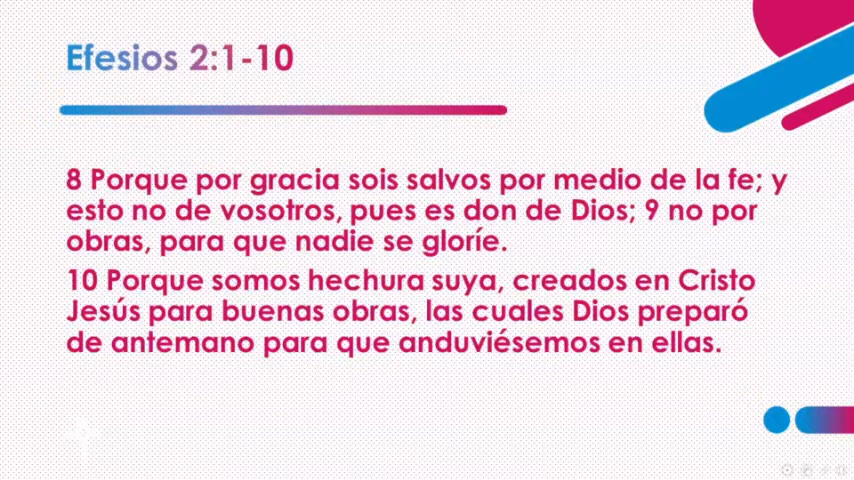 Efesios 2:1-10
8 Porque por gracia sois salvos por medio de la fe; y
esto no de vosotros, pues es don de Dios; 9 no por
obras, para que nadie se gloríe.
10 Porque somos hechura suya, creados en Cristo
Jesús para buenas obras, las cuales Dios preparó
de antemano para que anduviésemos en ellas.